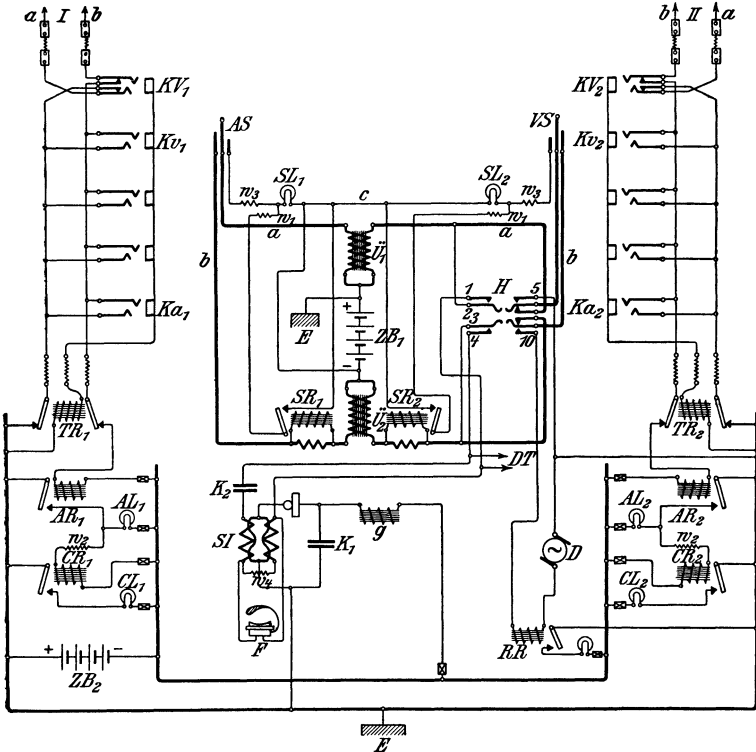 a I b
b II a
KV1
KV2
AS
VS
Kv1
Kv2
SL1
c
SL2
w3
w1
w1
w3
a
a
b
Ü1
b
1 H 5
2
3
E
+
ZB1
4
10
Ka1
Ka2
−
SR1
SR2
Ü2
TR1
TR2
DT
K2
AR1
AL1
AL2
AR2
SI
K1
g
D
w2
w2
CR1
CR2
w4
CL1
CL2
F
RR
+ −
ZB2
E